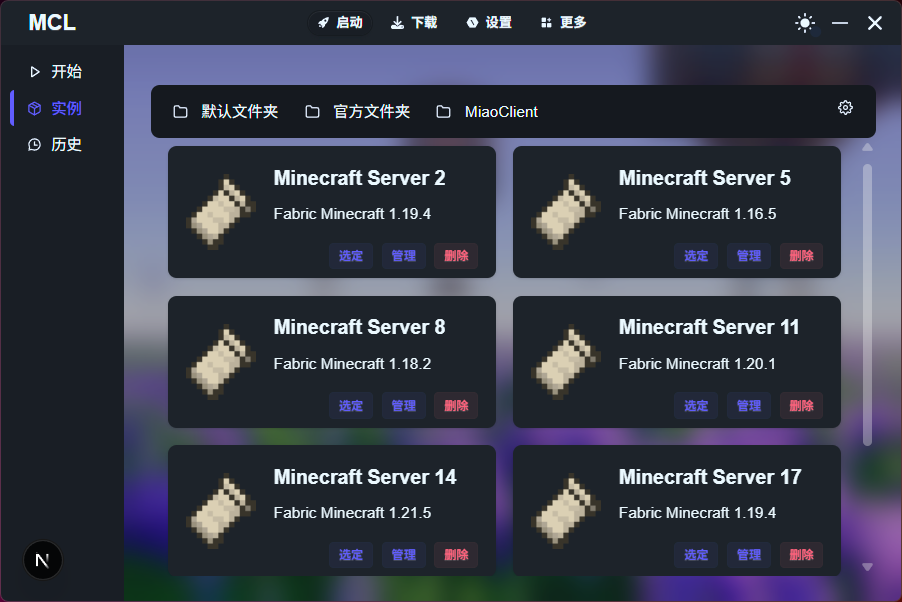 MCL
启动 下载 设置 更多
开始
实例
历史
默认文件夹 官方文件夹 MiaoClient
Minecraft Server 2
Fabric Minecraft 1.19.4
选定 管理 删除
Minecraft Server 5
Fabric Minecraft 1.16.5
选定 管理 删除
Minecraft Server 8
Fabric Minecraft 1.18.2
选定 管理 删除
Minecraft Server 11
Fabric Minecraft 1.20.1
选定 管理 删除
Minecraft Server 14
Fabric Minecraft 1.21.5
选定 管理 删除
Minecraft Server 17
Fabric Minecraft 1.19.4
选定 管理 删除
N